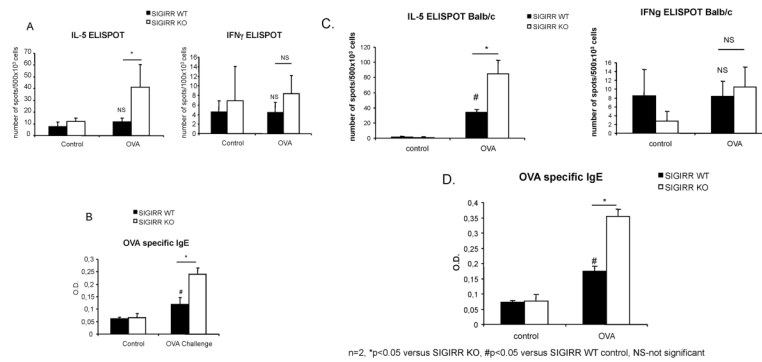 A
SIGIRR WT
SIGIRR KO
IL-5 ELISPOT
number of spots/500x10³ cells
70
60
50
40
30
20
10
0
NS
*
Control
OVA
IFNγ ELISPOT
number of spots/100x10³ cells
16
14
12
10
8
6
4
2
0
NS
NS
Control
OVA
B
SIGIRR WT
SIGIRR KO
OVA specific IgE
O.D.
0,3
0,25
0,2
0,15
0,1
0,05
0
#
*
Control
OVA Challenge
C.
IL-5 ELISPOT Balb/c
SIGIRR WT
SIGIRR KO
number of spots/500x10³ cells
120
100
80
60
40
20
0
#
*
control
OVA
IFNg ELISPOT Balb/c
number of spots/500x10³ cells
16
14
12
10
8
6
4
2
0
NS
NS
control
OVA
D.
OVA specific IgE
SIGIRR WT
SIGIRR KO
O.D.
0,4
0,35
0,3
0,25
0,2
0,15
0,1
0,05
0
#
*
control
OVA
n=2, *p<0.05 versus SIGIRR KO, #p<0.05 versus SIGIRR WT control, NS-not significant